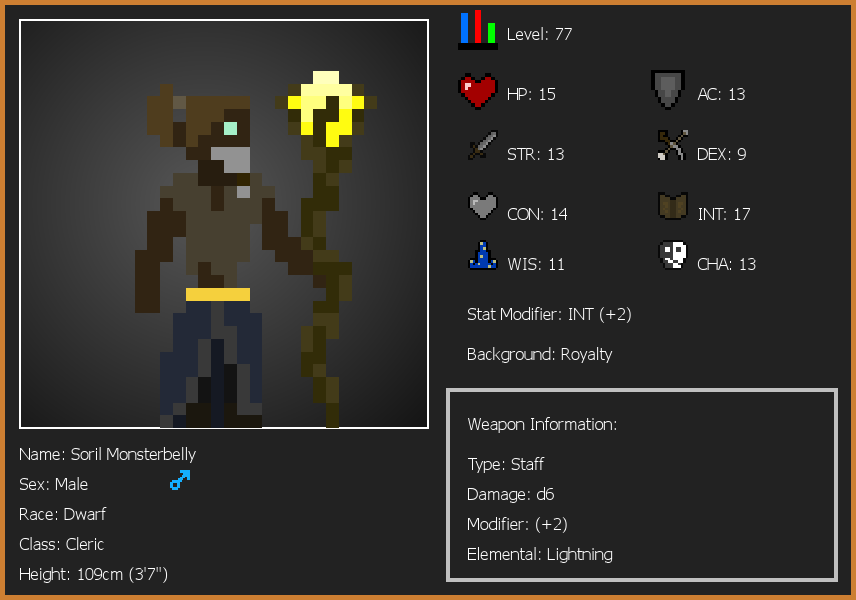 Level: 77
HP: 15
AC: 13
STR: 13
DEX: 9
CON: 14
INT: 17
WIS: 11
CHA: 13
Stat Modifier: INT (+2)
Background: Royalty
Weapon Information:
Type: Staff
Damage: d6
Modifier: (+2)
Elemental: Lightning
Name: Soril Monsterbelly
Sex: Male
Race: Dwarf
Class: Cleric
Height: 109cm (3'7")